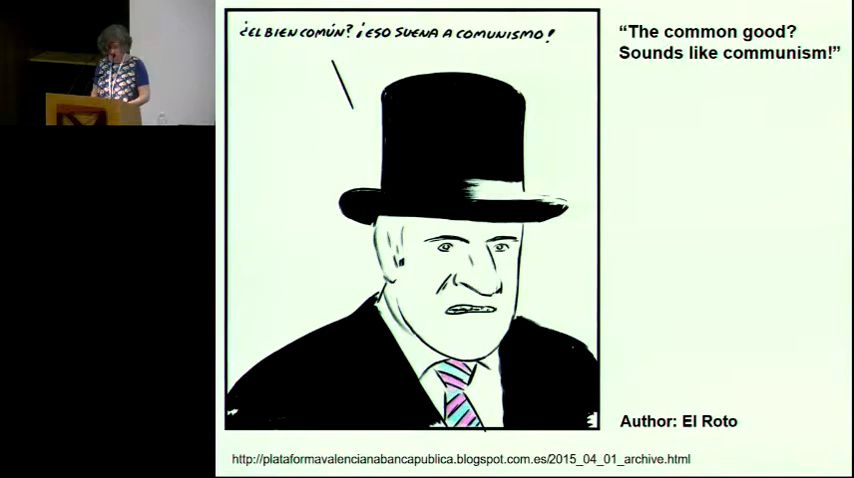 ¿EL BIEN COMÚN? ¡ESO SUENA A COMUNISMO!
“The common good?
Sounds like communism!”
Author: El Roto
http://plataformavalencianabancapublica.blogspot.com.es/2015_04_01_archive.html